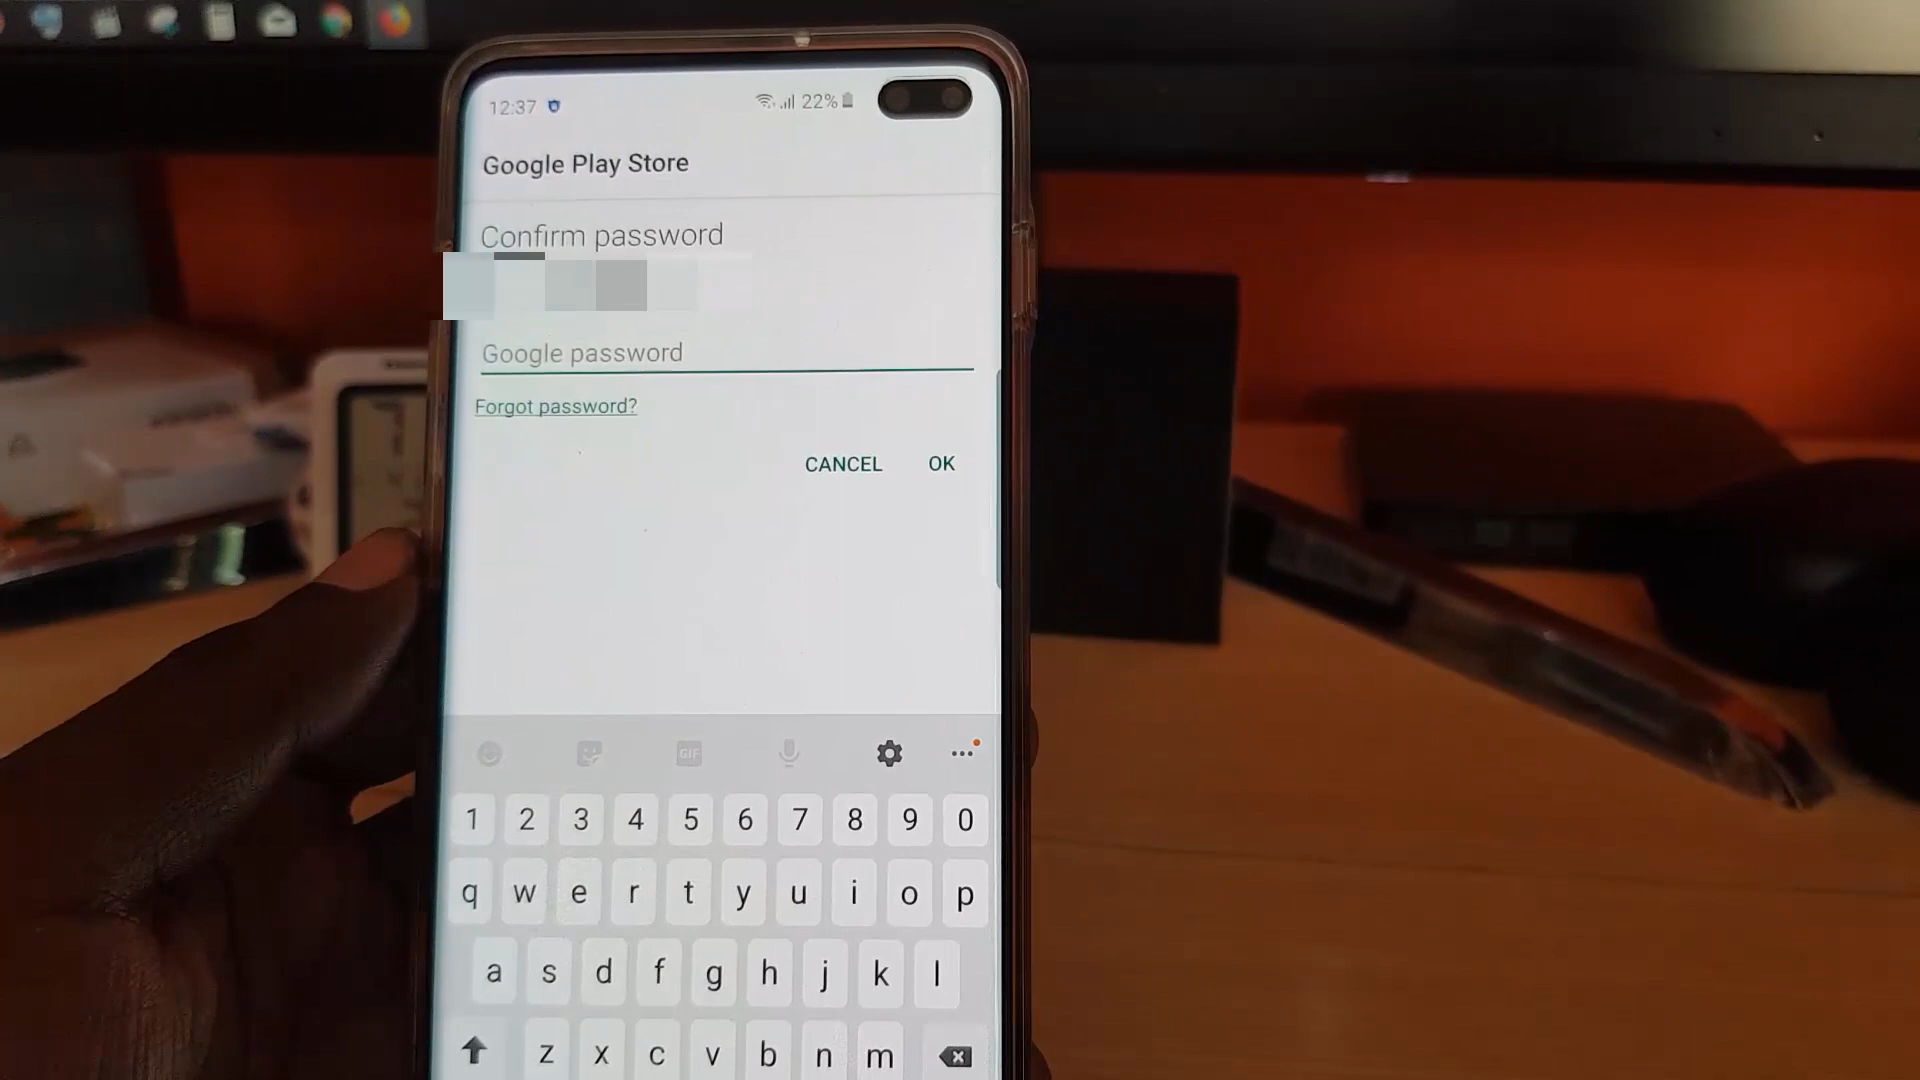 12:37 22%
Google Play Store
Confirm password
Google password
Forgot password?
CANCEL OK
GIF
1 2 3 4 5 6 7 8 9 0
q w e r t y u i o p
a s d f g h j k l
z x c v b n m